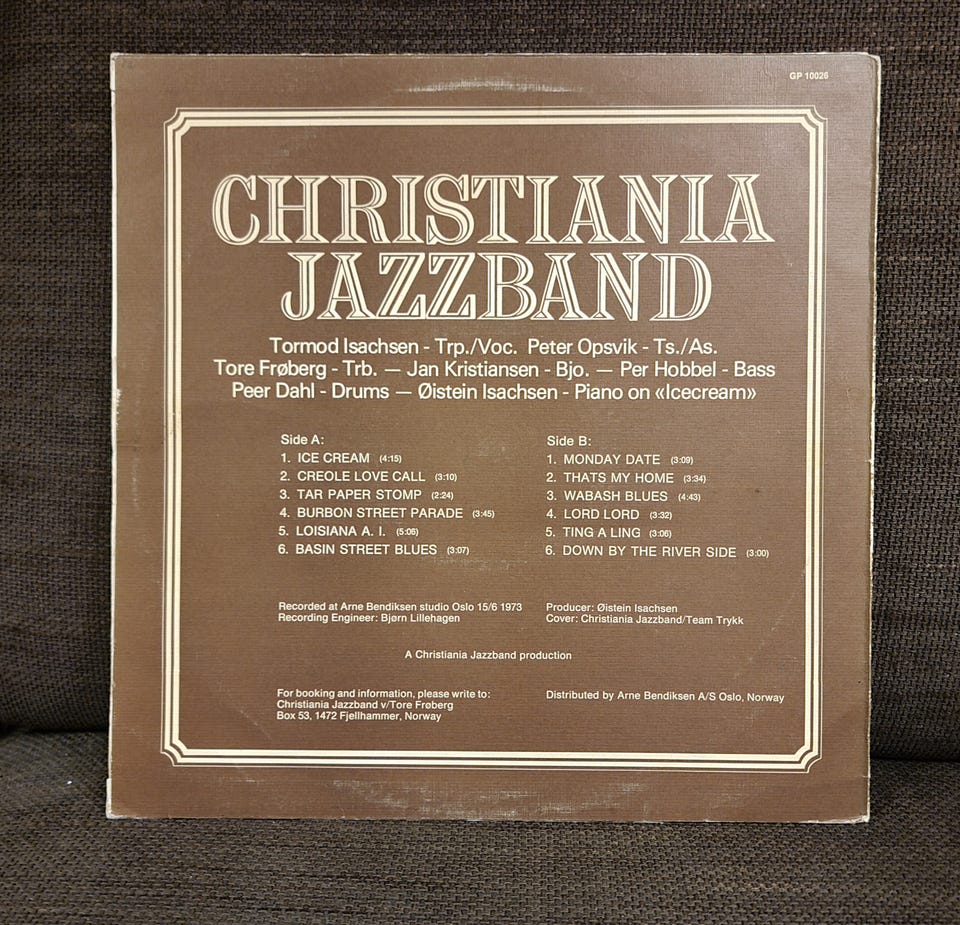 GP 10026
CHRISTIANIA
JAZZBAND
Tormod Isachsen - Trp./Voc. Peter Opsvik - Ts./As.
Tore Frøberg - Trb. — Jan Kristiansen - Bjo. — Per Hobbel - Bass
Peer Dahl - Drums — Øistein Isachsen - Piano on «Icecream»
Side A:
1. ICE CREAM (4:15)
2. CREOLE LOVE CALL (3:10)
3. TAR PAPER STOMP (2:24)
4. BURBON STREET PARADE (3:45)
5. LOISIANA A. I. (5:06)
6. BASIN STREET BLUES (3:07)
Side B:
1. MONDAY DATE (3:09)
2. THATS MY HOME (3:34)
3. WABASH BLUES (4:43)
4. LORD LORD (3:32)
5. TING A LING (3:06)
6. DOWN BY THE RIVER SIDE (3:00)
Recorded at Arne Bendiksen studio Oslo 15/6 1973
Recording Engineer: Bjørn Lillehagen
Producer: Øistein Isachsen
Cover: Christiania Jazzband/Team Trykk
A Christiania Jazzband production
For booking and information, please write to:
Christiania Jazzband v/Tore Frøberg
Box 53, 1472 Fjellhammer, Norway
Distributed by Arne Bendiksen A/S Oslo, Norway